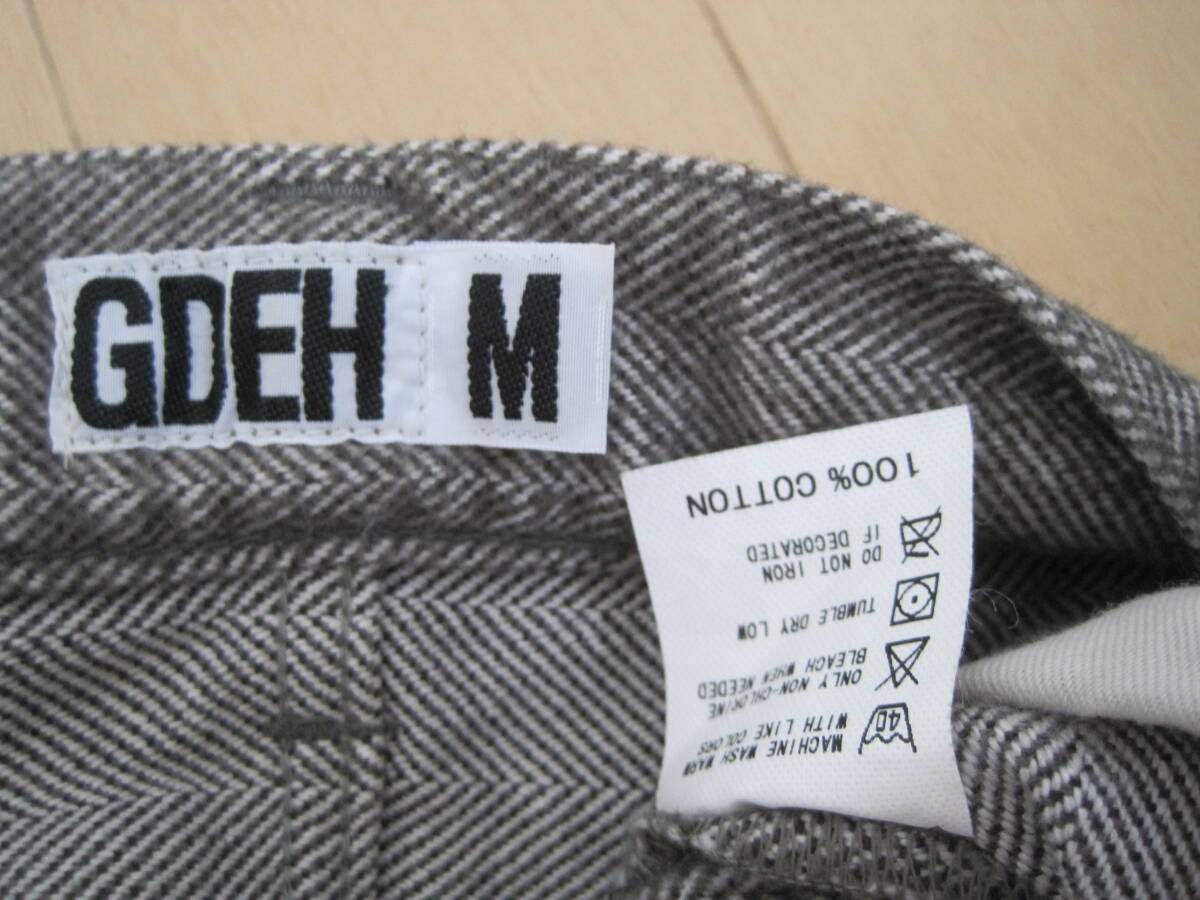 GDEH M
100% COTTON
DO NOT IRON
IF DECORATED
TUMBLE DRY LOW
ONLY NON-CHLORINE
BLEACH WHEN NEEDED
40
MACHINE WASH WARM
WITH LIKE COLORS